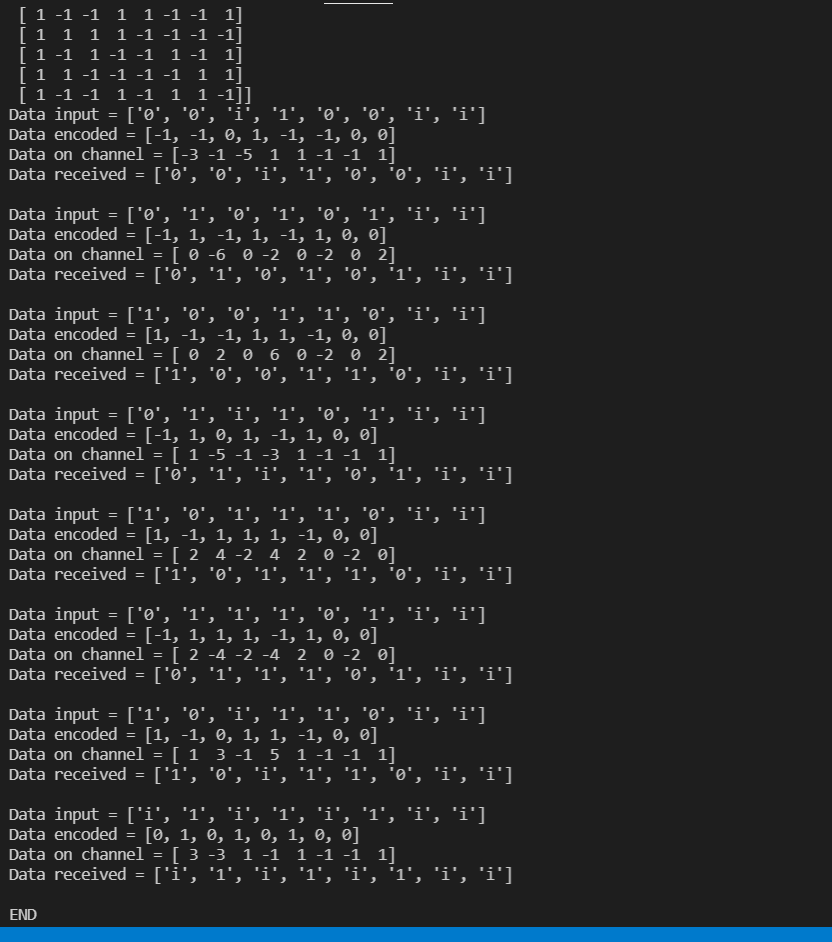 [ 1 -1 -1  1  1 -1 -1  1]
[ 1  1  1  1 -1 -1 -1 -1]
[ 1 -1  1 -1 -1  1 -1  1]
[ 1  1 -1 -1 -1 -1  1  1]
[ 1 -1 -1  1 -1  1  1 -1]]
Data input = ['0', '0', 'i', '1', '0', '0', 'i', 'i']
Data encoded = [-1, -1, 0, 1, -1, -1, 0, 0]
Data on channel = [-3 -1 -5  1  1 -1 -1  1]
Data received = ['0', '0', 'i', '1', '0', '0', 'i', 'i']
Data input = ['0', '1', '0', '1', '0', '1', 'i', 'i']
Data encoded = [-1, 1, -1, 1, -1, 1, 0, 0]
Data on channel = [ 0 -6  0 -2  0 -2  0  2]
Data received = ['0', '1', '0', '1', '0', '1', 'i', 'i']
Data input = ['1', '0', '0', '1', '1', '0', 'i', 'i']
Data encoded = [1, -1, -1, 1, 1, -1, 0, 0]
Data on channel = [ 0  2  0  6  0 -2  0  2]
Data received = ['1', '0', '0', '1', '1', '0', 'i', 'i']
Data input = ['0', '1', 'i', '1', '0', '1', 'i', 'i']
Data encoded = [-1, 1, 0, 1, -1, 1, 0, 0]
Data on channel = [ 1 -5 -1 -3  1 -1 -1  1]
Data received = ['0', '1', 'i', '1', '0', '1', 'i', 'i']
Data input = ['1', '0', '1', '1', '1', '0', 'i', 'i']
Data encoded = [1, -1, 1, 1, 1, -1, 0, 0]
Data on channel = [ 2  4 -2  4  2  0 -2  0]
Data received = ['1', '0', '1', '1', '1', '0', 'i', 'i']
Data input = ['0', '1', '1', '1', '0', '1', 'i', 'i']
Data encoded = [-1, 1, 1, 1, -1, 1, 0, 0]
Data on channel = [ 2 -4 -2 -4  2  0 -2  0]
Data received = ['0', '1', '1', '1', '0', '1', 'i', 'i']
Data input = ['1', '0', 'i', '1', '1', '0', 'i', 'i']
Data encoded = [1, -1, 0, 1, 1, -1, 0, 0]
Data on channel = [ 1  3 -1  5  1 -1 -1  1]
Data received = ['1', '0', 'i', '1', '1', '0', 'i', 'i']
Data input = ['i', '1', 'i', '1', 'i', '1', 'i', 'i']
Data encoded = [0, 1, 0, 1, 0, 1, 0, 0]
Data on channel = [ 3 -3  1 -1  1 -1 -1  1]
Data received = ['i', '1', 'i', '1', 'i', '1', 'i', 'i']
END